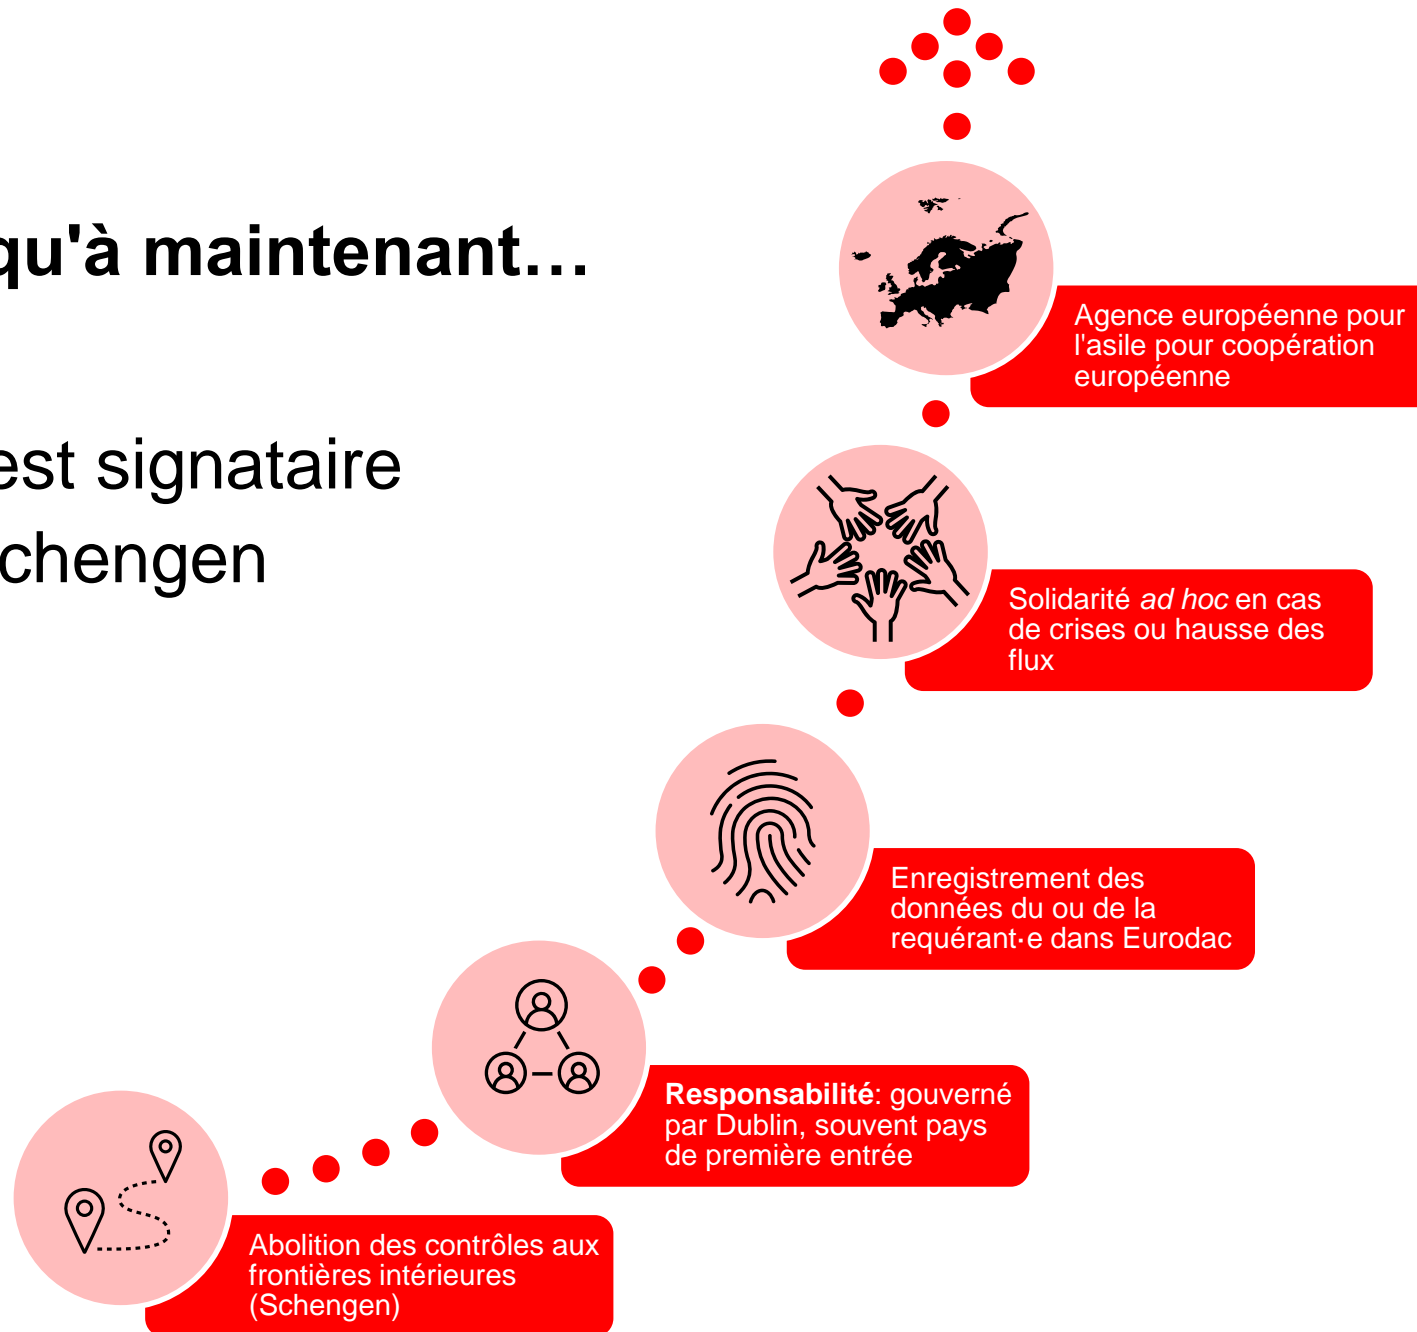 qu'à maintenant…
est signataire
chengen
Agence européenne pour
l'asile pour coopération
européenne
Solidarité ad hoc en cas
de crises ou hausse des
flux
Enregistrement des
données du ou de la
requérant·e dans Eurodac
Responsabilité: gouverné
par Dublin, souvent pays
de première entrée
Abolition des contrôles aux
frontières intérieures
(Schengen)